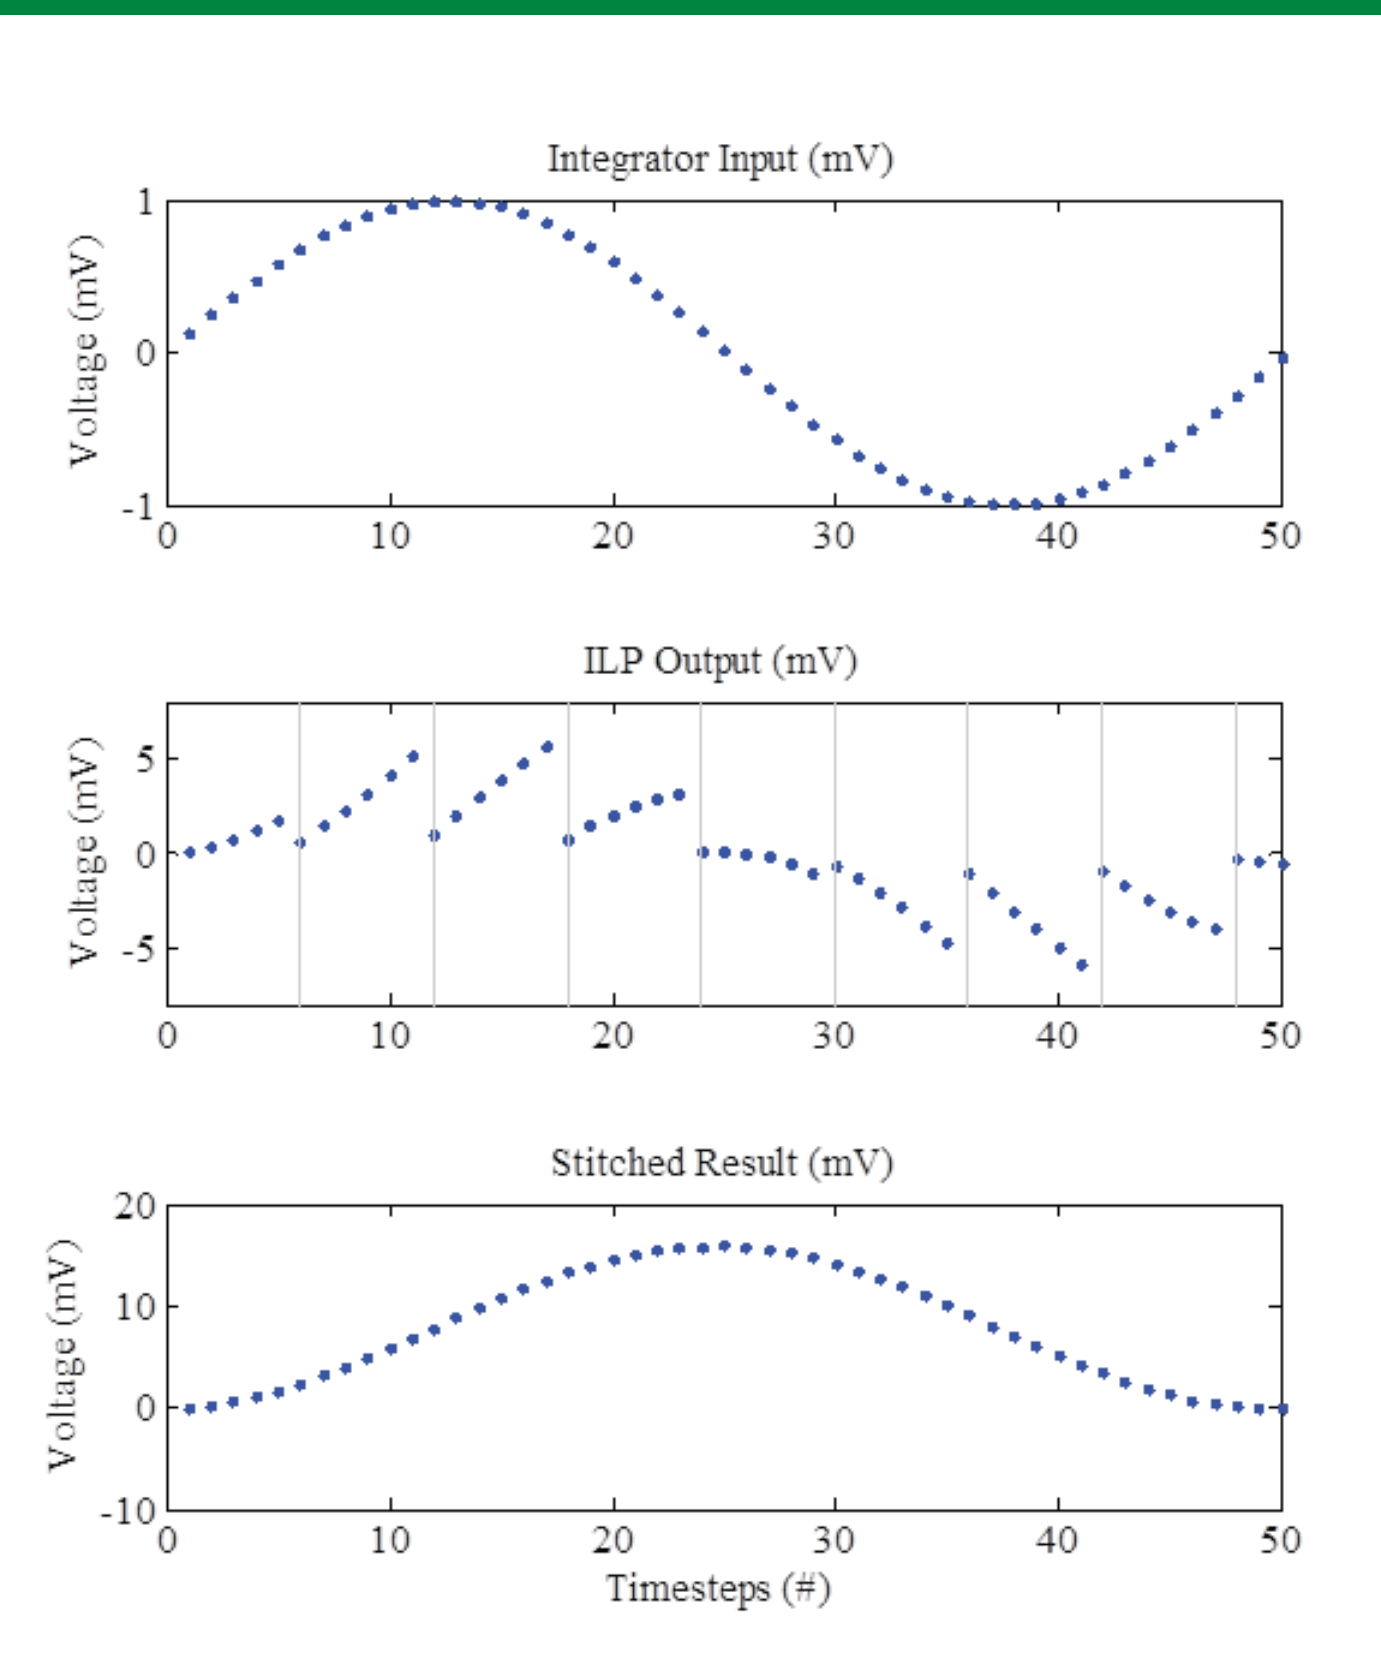 Integrator Input (mV)
Voltage (mV)
1
0
-1
0 10 20 30 40 50
ILP Output (mV)
Voltage (mV)
5
0
-5
0 10 20 30 40 50
Stitched Result (mV)
Voltage (mV)
20
10
0
-10
0 10 20 30 40 50
Timesteps (#)